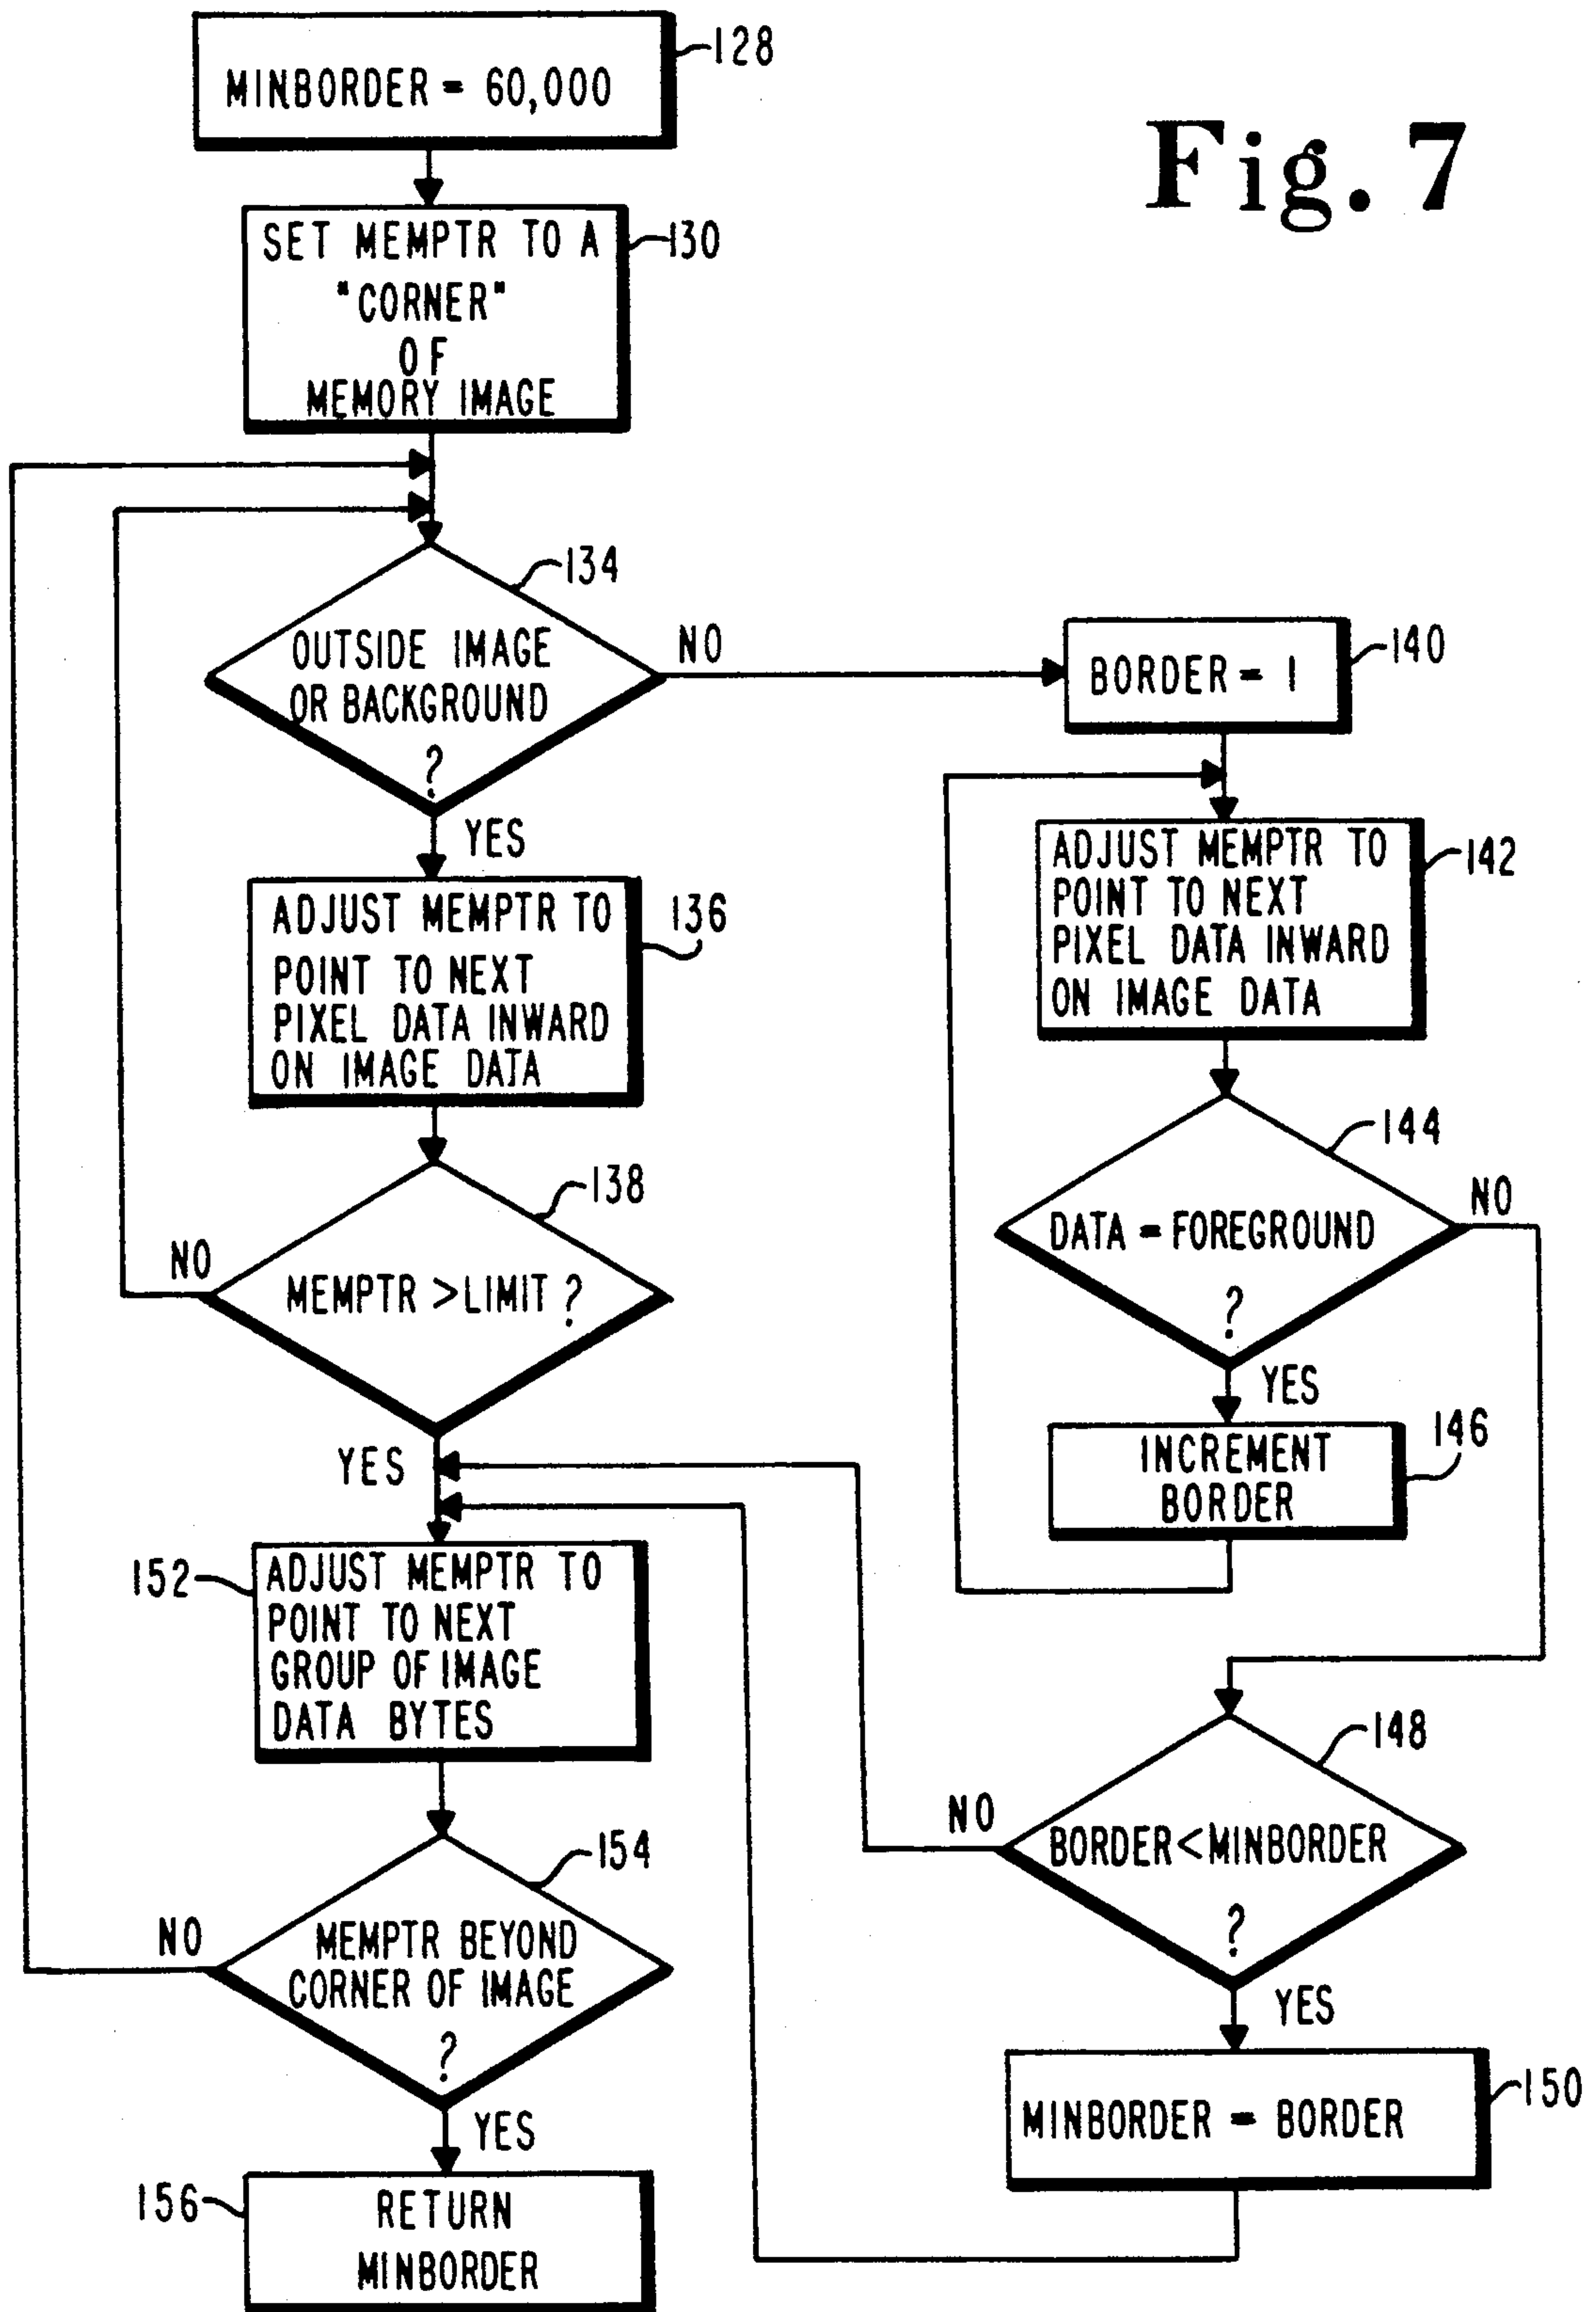 Fig. 7
128
MINBORDER = 60,000
130
SET MEMPTR TO A
"CORNER"
OF
MEMORY IMAGE
134
OUTSIDE IMAGE
OR BACKGROUND
?
NO
YES
140
BORDER = 1
136
ADJUST MEMPTR TO
POINT TO NEXT
PIXEL DATA INWARD
ON IMAGE DATA
142
ADJUST MEMPTR TO
POINT TO NEXT
PIXEL DATA INWARD
ON IMAGE DATA
138
MEMPTR >LIMIT ?
NO
YES
144
DATA = FOREGROUND
?
NO
YES
146
INCREMENT
BORDER
152
ADJUST MEMPTR TO
POINT TO NEXT
GROUP OF IMAGE
DATA BYTES
148
BORDER<MINBORDER
?
NO
YES
154
MEMPTR BEYOND
CORNER OF IMAGE
?
NO
YES
150
MINBORDER = BORDER
156
RETURN
MINBORDER